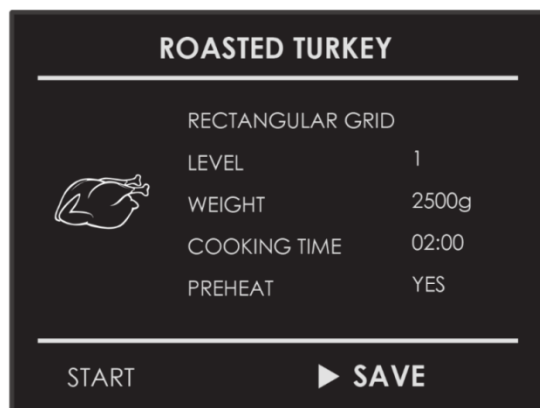 ROASTED TURKEY
RECTANGULAR GRID
LEVEL 1
WEIGHT 2500g
COOKING TIME 02:00
PREHEAT YES
START ▶ SAVE